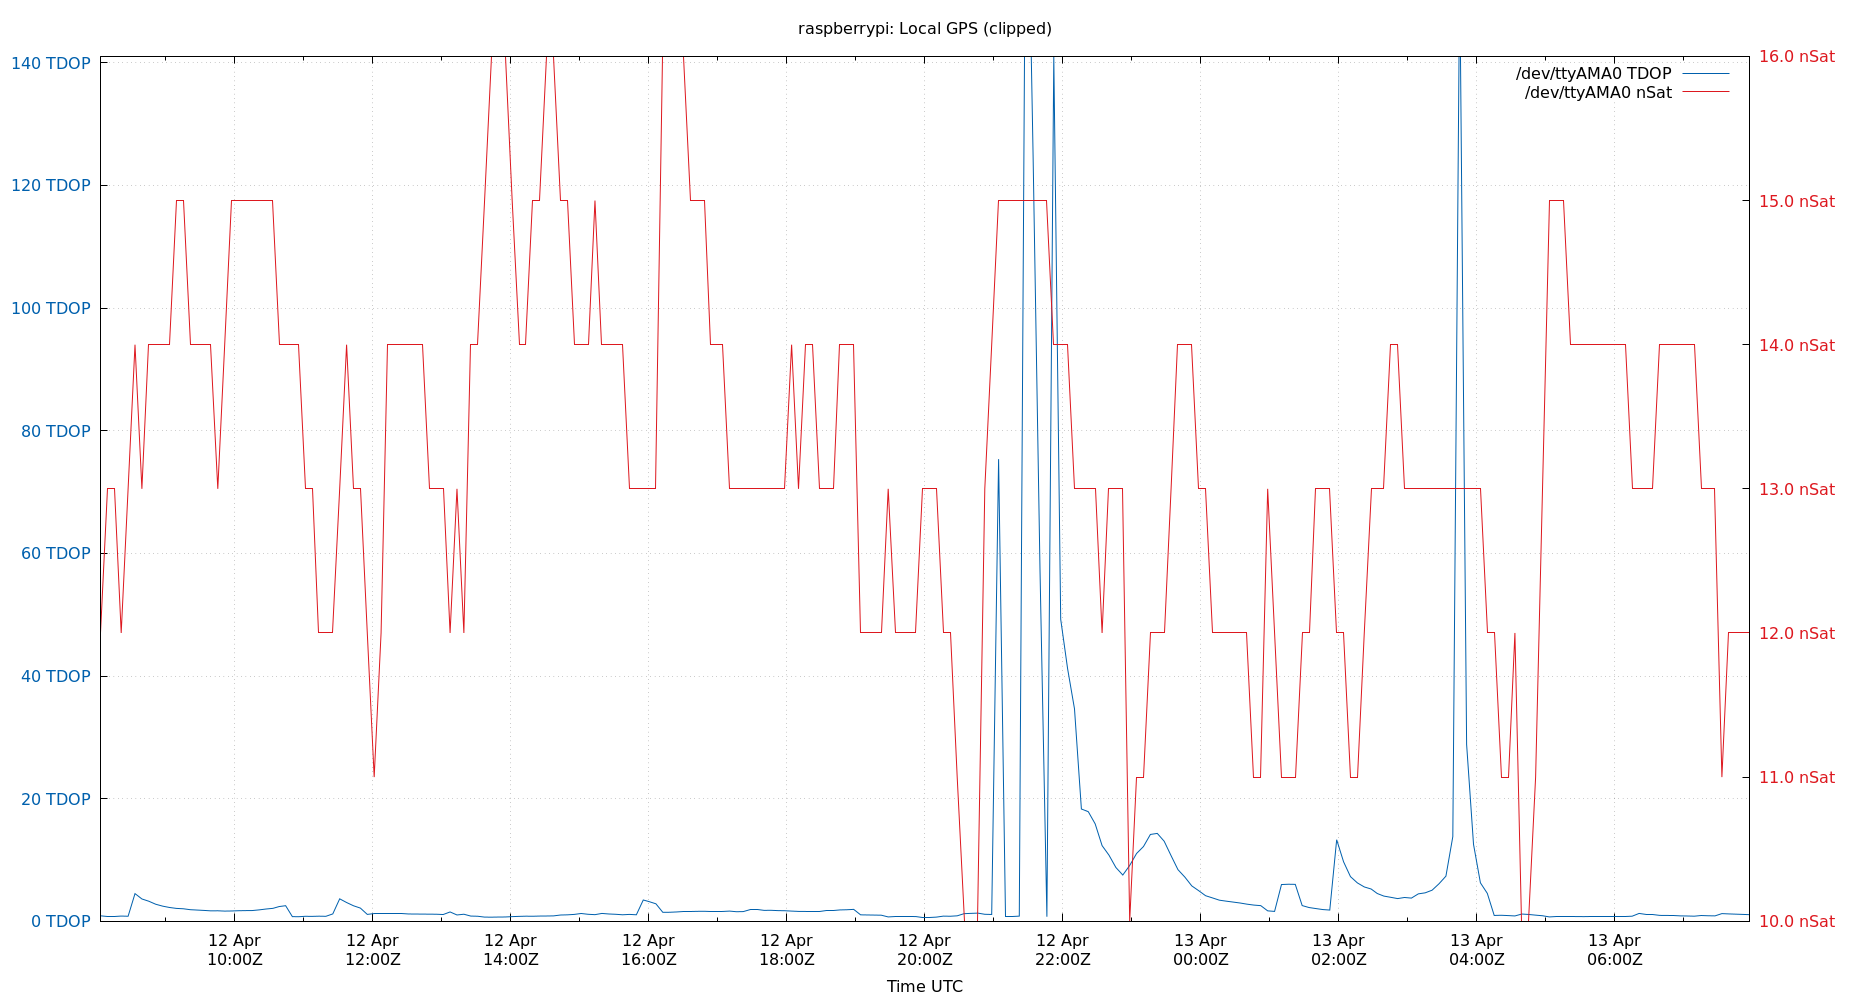 raspberrypi: Local GPS (clipped)
140 TDOP
120 TDOP
100 TDOP
80 TDOP
60 TDOP
40 TDOP
20 TDOP
0 TDOP
16.0 nSat
15.0 nSat
14.0 nSat
13.0 nSat
12.0 nSat
11.0 nSat
10.0 nSat
/dev/ttyAMA0 TDOP
/dev/ttyAMA0 nSat
12 Apr
10:00Z
12 Apr
12:00Z
12 Apr
14:00Z
12 Apr
16:00Z
12 Apr
18:00Z
12 Apr
20:00Z
12 Apr
22:00Z
13 Apr
00:00Z
13 Apr
02:00Z
13 Apr
04:00Z
13 Apr
06:00Z
Time UTC